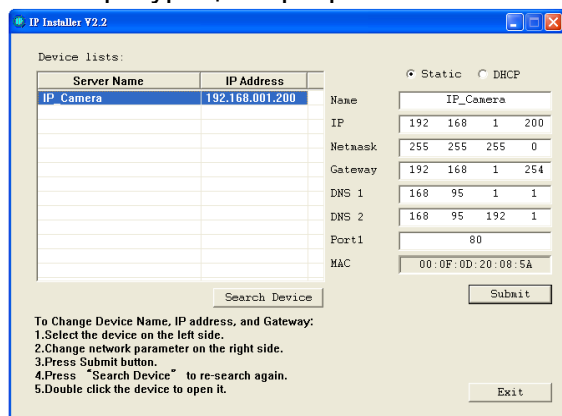 IP Installer V2.2
Device lists:
Server Name IP Address
IP_Camera 192.168.001.200
Static DHCP
Name IP_Camera
IP 192 168 1 200
Netmask 255 255 255 0
Gateway 192 168 1 254
DNS 1 168 95 1 1
DNS 2 168 95 192 1
Port1 80
MAC 00:0F:0D:20:08:5A
Search Device Submit
To Change Device Name, IP address, and Gateway:
1.Select the device on the left side.
2.Change network parameter on the right side.
3.Press Submit button.
4.Press “Search Device” to re-search again.
5.Double click the device to open it.
Exit